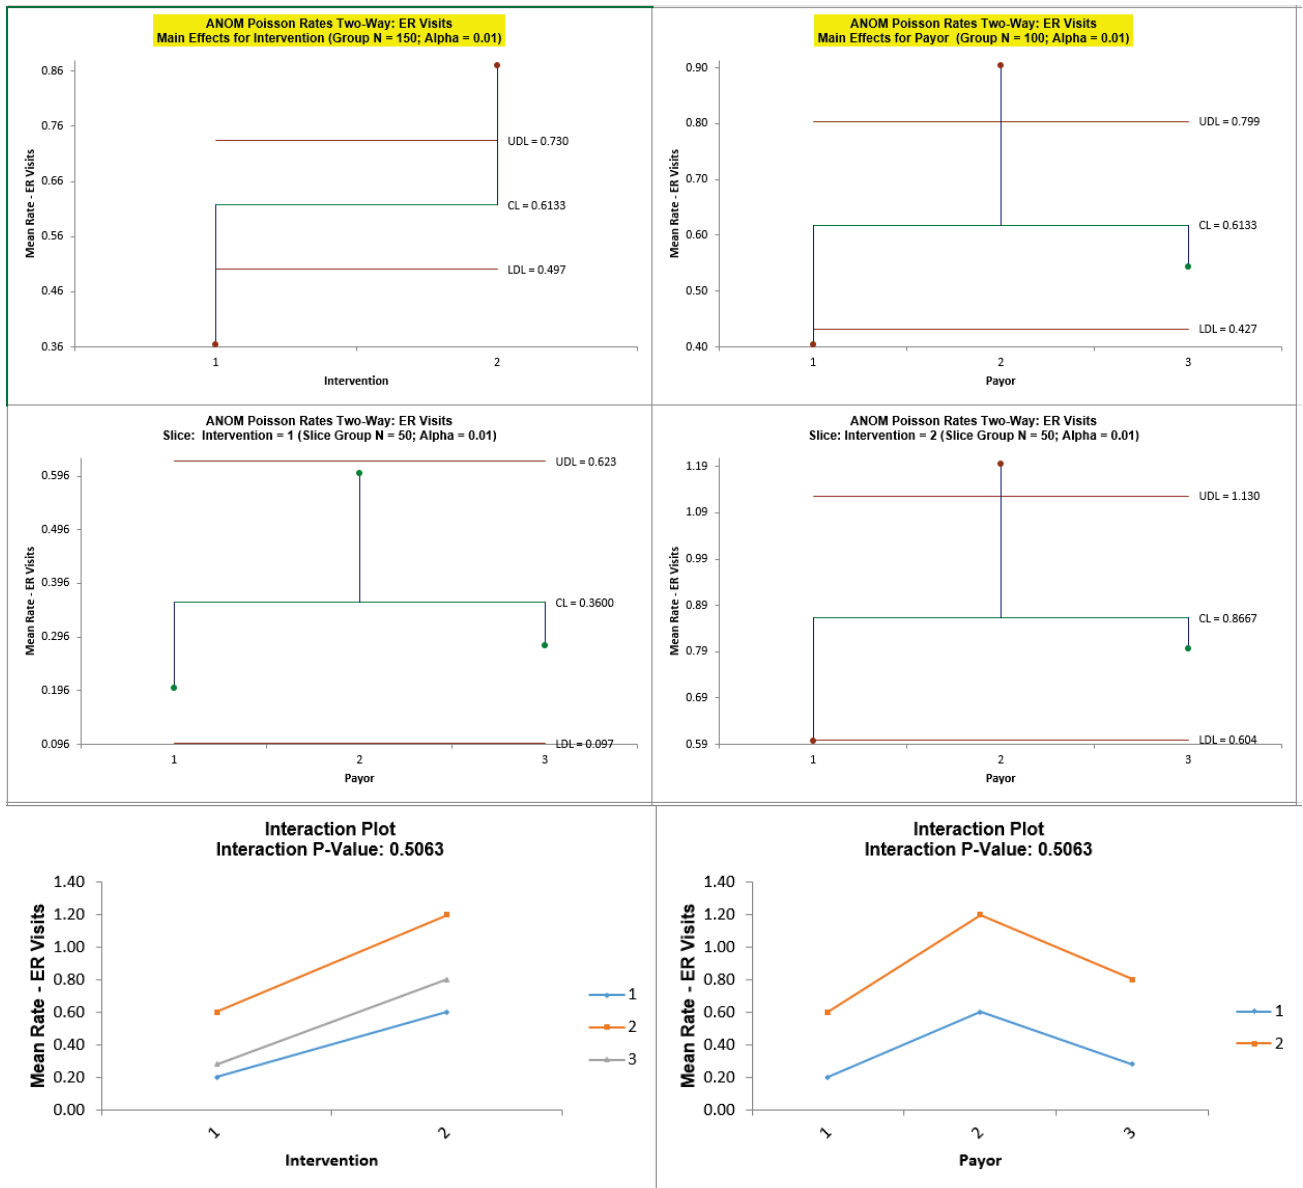 ANOM Poisson Rates Two-Way: ER Visits
Main Effects for Intervention (Group N = 150; Alpha = 0.01)
0.86
0.76
0.66
0.56
0.46
0.36
Mean Rate - ER Visits
UDL = 0.730
CL = 0.6133
LDL = 0.497
1
2
Intervention
ANOM Poisson Rates Two-Way: ER Visits
Main Effects for Payor (Group N = 100; Alpha = 0.01)
0.90
0.80
0.70
0.60
0.50
0.40
Mean Rate - ER Visits
UDL = 0.799
CL = 0.6133
LDL = 0.427
1
2
3
Payor
ANOM Poisson Rates Two-Way: ER Visits
Slice: Intervention = 1 (Slice Group N = 50; Alpha = 0.01)
0.596
0.496
0.396
0.296
0.196
0.096
Mean Rate - ER Visits
UDL = 0.623
CL = 0.3600
LDL = 0.097
1
2
3
Payor
ANOM Poisson Rates Two-Way: ER Visits
Slice: Intervention = 2 (Slice Group N = 50; Alpha = 0.01)
1.19
1.09
0.99
0.89
0.79
0.69
0.59
Mean Rate - ER Visits
UDL = 1.130
CL = 0.8667
LDL = 0.604
1
2
3
Payor
Interaction Plot
Interaction P-Value: 0.5063
1.40
1.20
1.00
0.80
0.60
0.40
0.20
0.00
Mean Rate - ER Visits
1
2
3
1
2
Intervention
Interaction Plot
Interaction P-Value: 0.5063
1.40
1.20
1.00
0.80
0.60
0.40
0.20
0.00
Mean Rate - ER Visits
1
2
1
2
3
Payor